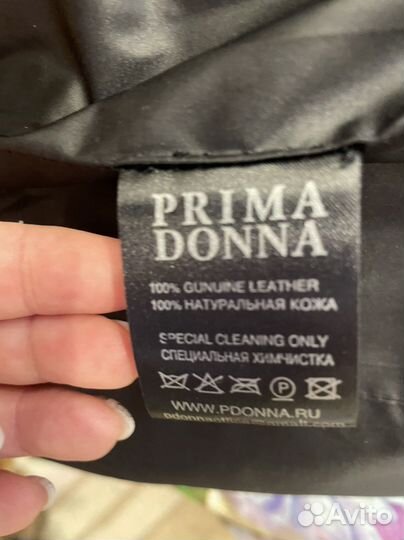 PRIMA
DONNA
100% GUNUINE LEATHER
100% НАТУРАЛЬНАЯ КОЖА
SPECIAL CLEANING ONLY
СПЕЦИАЛЬНАЯ ХИМЧИСТКА
P
WWW.PDONNA.RU
Avito